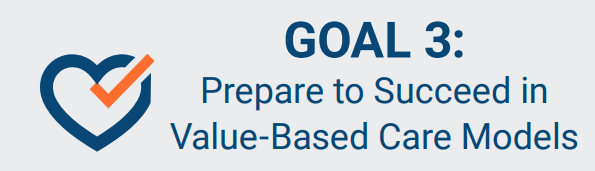 GOAL 3:
Prepare to Succeed in
Value-Based Care Models